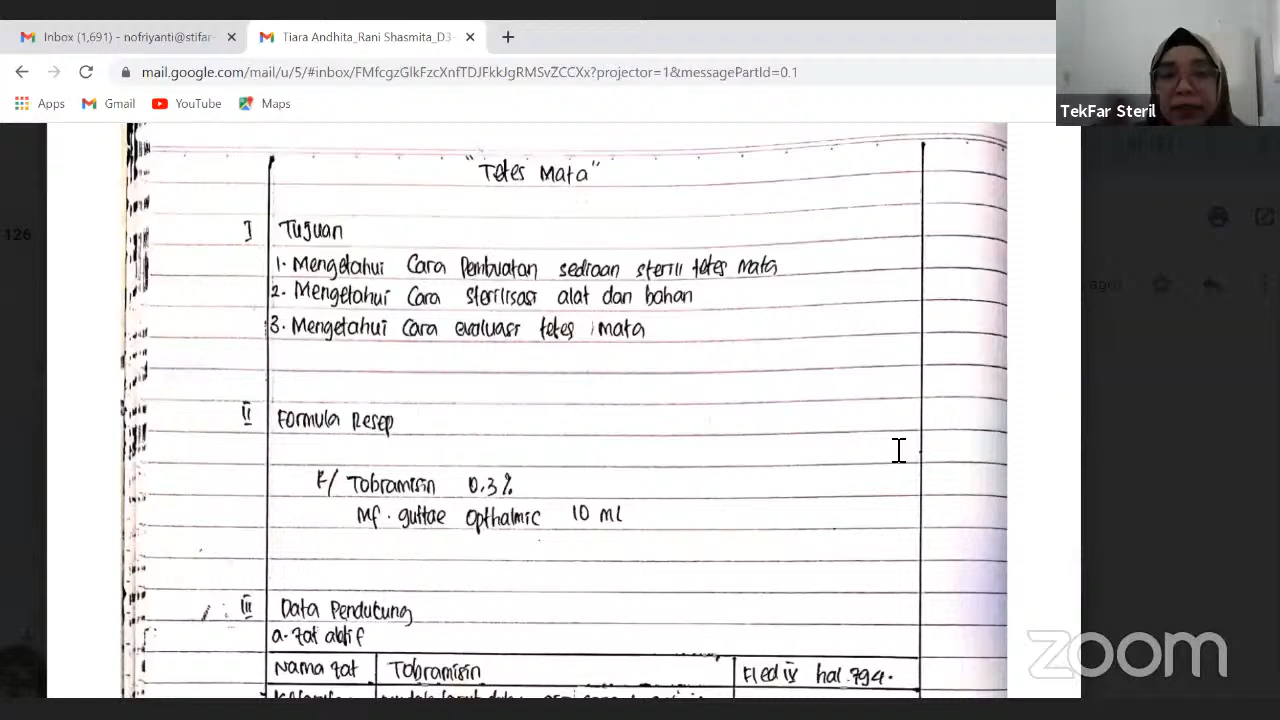 Inbox (1,691) - nofriyanti@stifar-
Tiara Andhita_Rani Shasmita_D3-
mail.google.com/mail/u/5/#inbox/FMfcgzGlkFzcXnfTDJFkkJgRMSvZCCXx?projector=1&messagePartId=0.1
Apps Gmail YouTube Maps
TekFar Steril
126
"Tetes Mata"
I Tujuan
1. Mengetahui Cara Pembuatan sediaan steril tetes mata
2. Mengetahui Cara sterilisasi alat dan bahan
3. Mengetahui Cara evaluasi tetes mata
II Formula Resep
R/ Tobramisin 0.3%
Mf. guttae Opthalmic 10 ml
III Data Pendukung
a. zat aktif
Nama zat Tobramisin FI ed IV hal. 794.
zoom